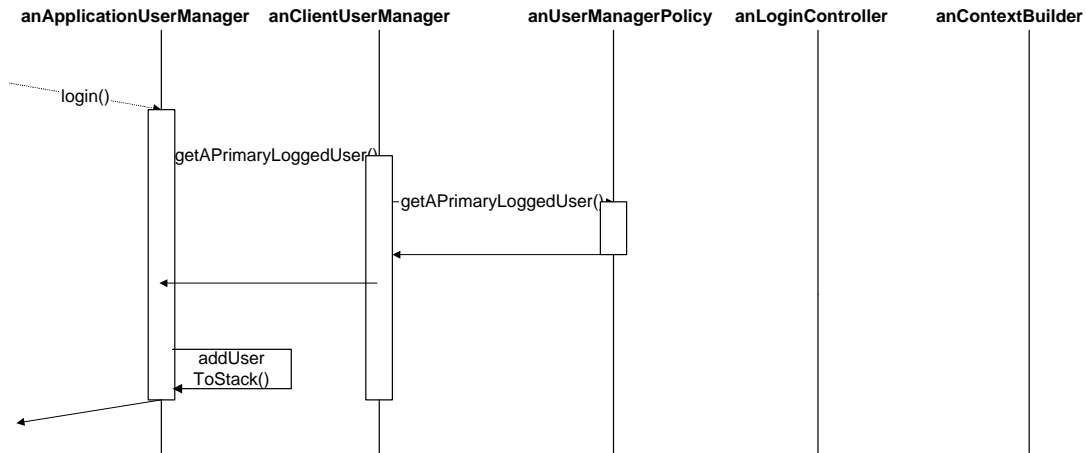 anApplicationUserManager
anClientUserManager
anUserManagerPolicy
anLoginController
anContextBuilder
login()
getAPrimaryLoggedUser()
getAPrimaryLoggedUser()
addUser
ToStack()